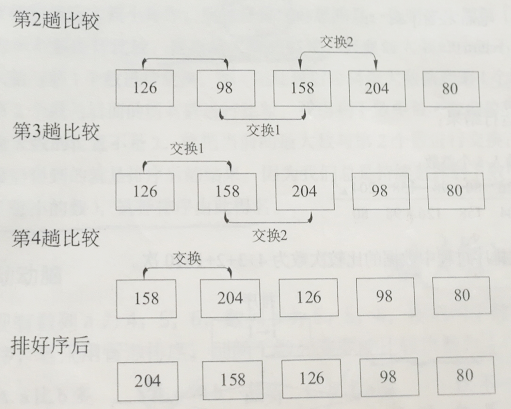 第2趟比较
交换2
126 98 158 204 80
交换1
第3趟比较
交换1
126 158 204 98 80
交换2
第4趟比较
交换
158 204 126 98 80
排好序后
204 158 126 98 80